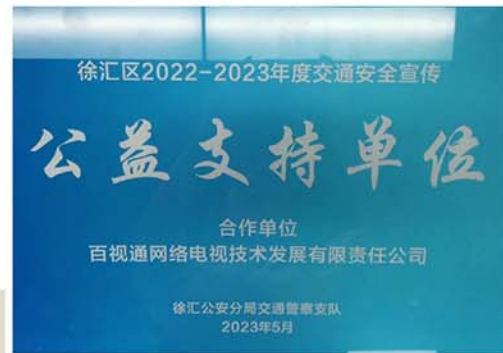 徐汇区2022-2023年度交通安全宣传
公益支持单位
合作单位
百视通网络电视技术发展有限责任公司
徐汇公安分局交通警察支队
2023年5月